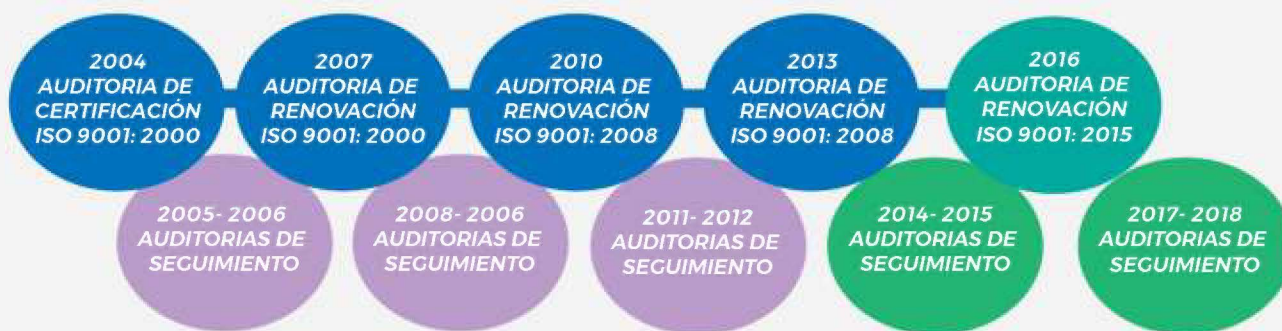 2004
AUDITORIA DE
CERTIFICACIÓN
ISO 9001: 2000
2007
AUDITORIA DE
RENOVACIÓN
ISO 9001: 2000
2010
AUDITORIA DE
RENOVACIÓN
ISO 9001: 2008
2013
AUDITORIA DE
RENOVACIÓN
ISO 9001: 2008
2016
AUDITORIA DE
RENOVACIÓN
ISO 9001: 2015
2005- 2006
AUDITORIAS DE
SEGUIMIENTO
2008- 2006
AUDITORIAS DE
SEGUIMIENTO
2011- 2012
AUDITORIAS DE
SEGUIMIENTO
2014- 2015
AUDITORIAS DE
SEGUIMIENTO
2017- 2018
AUDITORIAS DE
SEGUIMIENTO